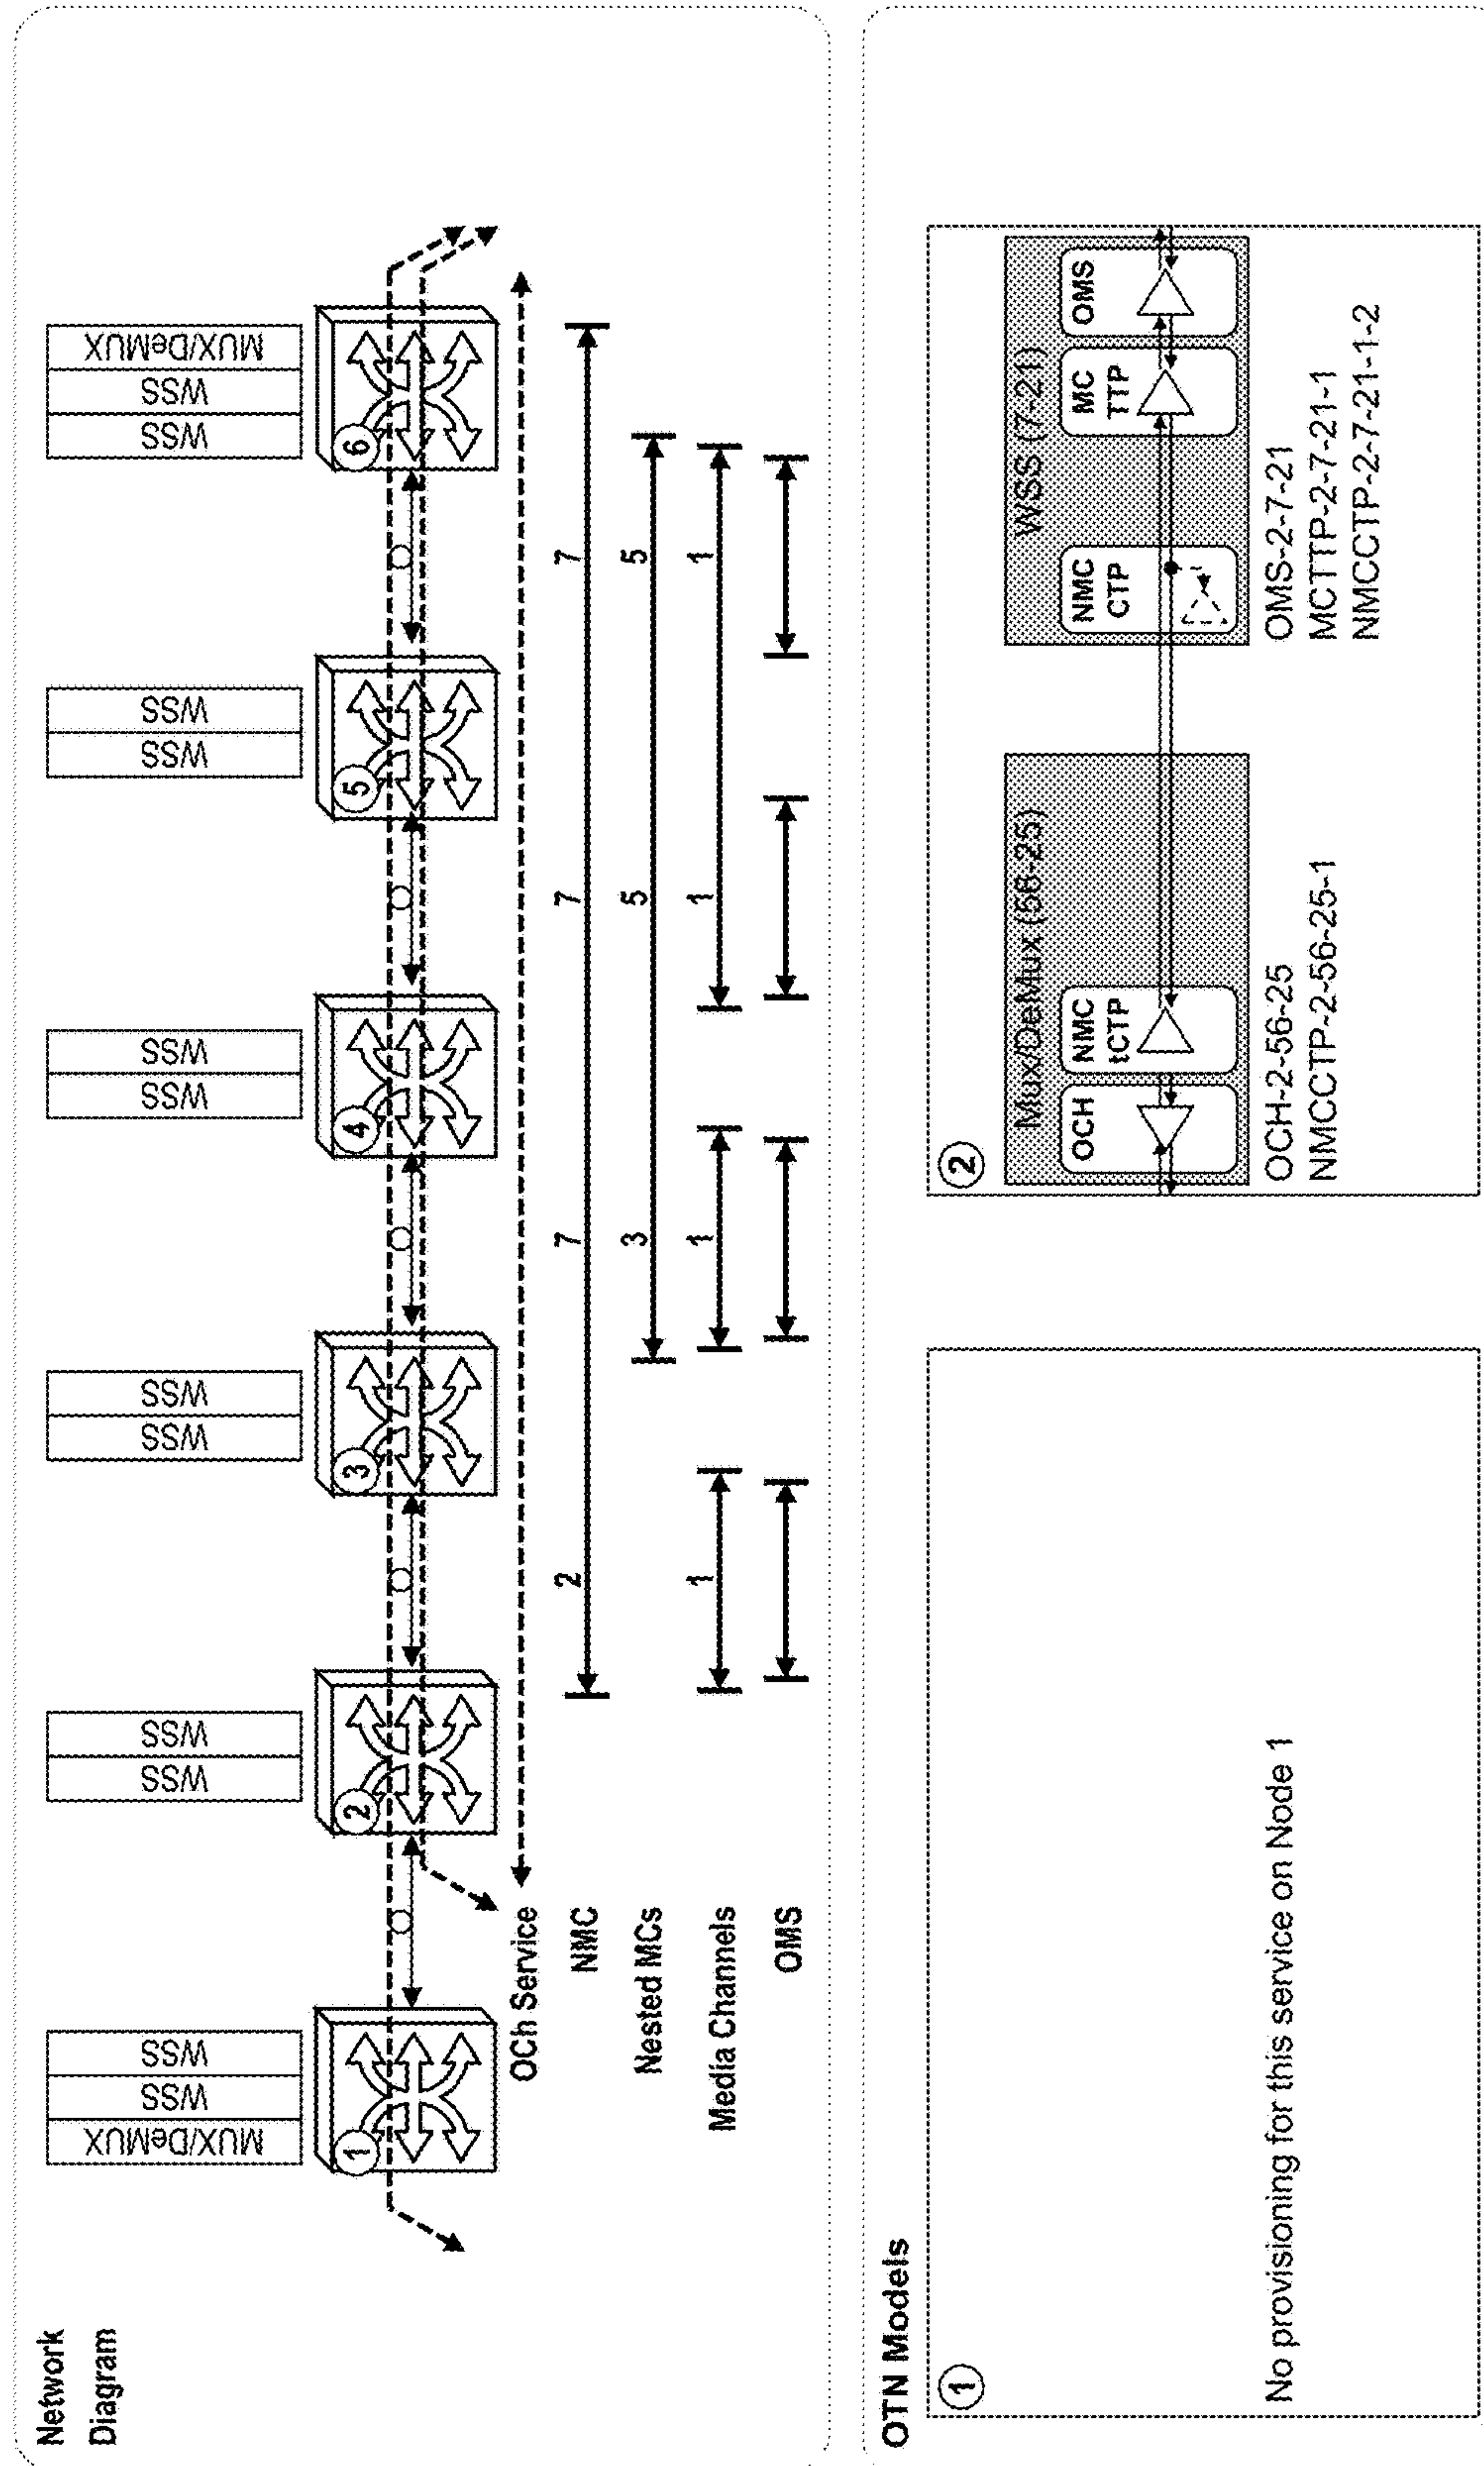 Network
Diagram
MUX/DeMUX
WSS
WSS
WSS
WSS
WSS
WSS
WSS
WSS
WSS
WSS
WSS
WSS
MUX/DeMUX
1
2
3
4
5
6
OCh Service
NMC
2
7
7
7
Nested MCs
3
5
5
Media Channels
1
1
1
1
OMS
OTN Models
1
No provisioning for this service on Node 1
2
Mux/DeMux (56-25)
OCH
NMC
tCTP
OCH-2-56-25
NMCCTP-2-56-25-1
WSS (7-21)
NMC
CTP
MC
TTP
OMS
OMS-2-7-21
MCTTP-2-7-21-1
NMCCTP-2-7-21-1-2